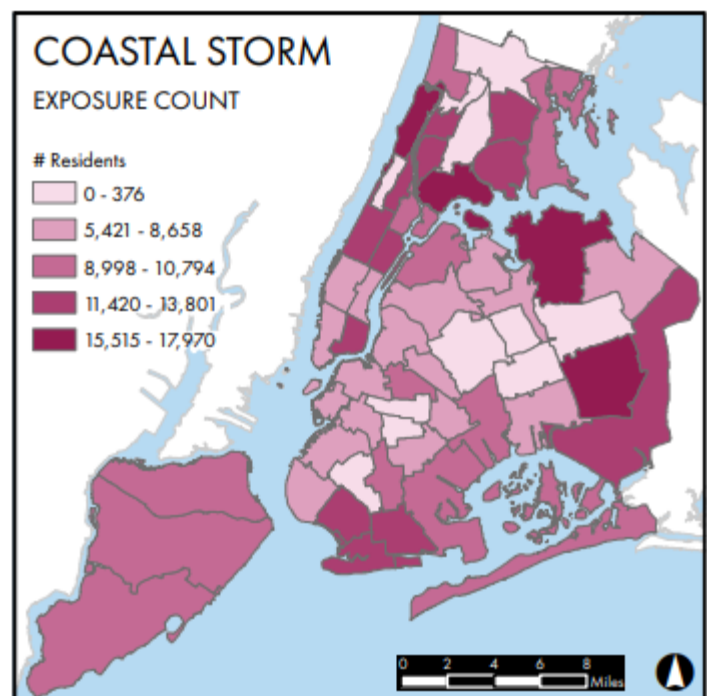 COASTAL STORM
EXPOSURE COUNT
# Residents
0 - 376
5,421 - 8,658
8,998 - 10,794
11,420 - 13,801
15,515 - 17,970
0 2 4 6 8
Miles